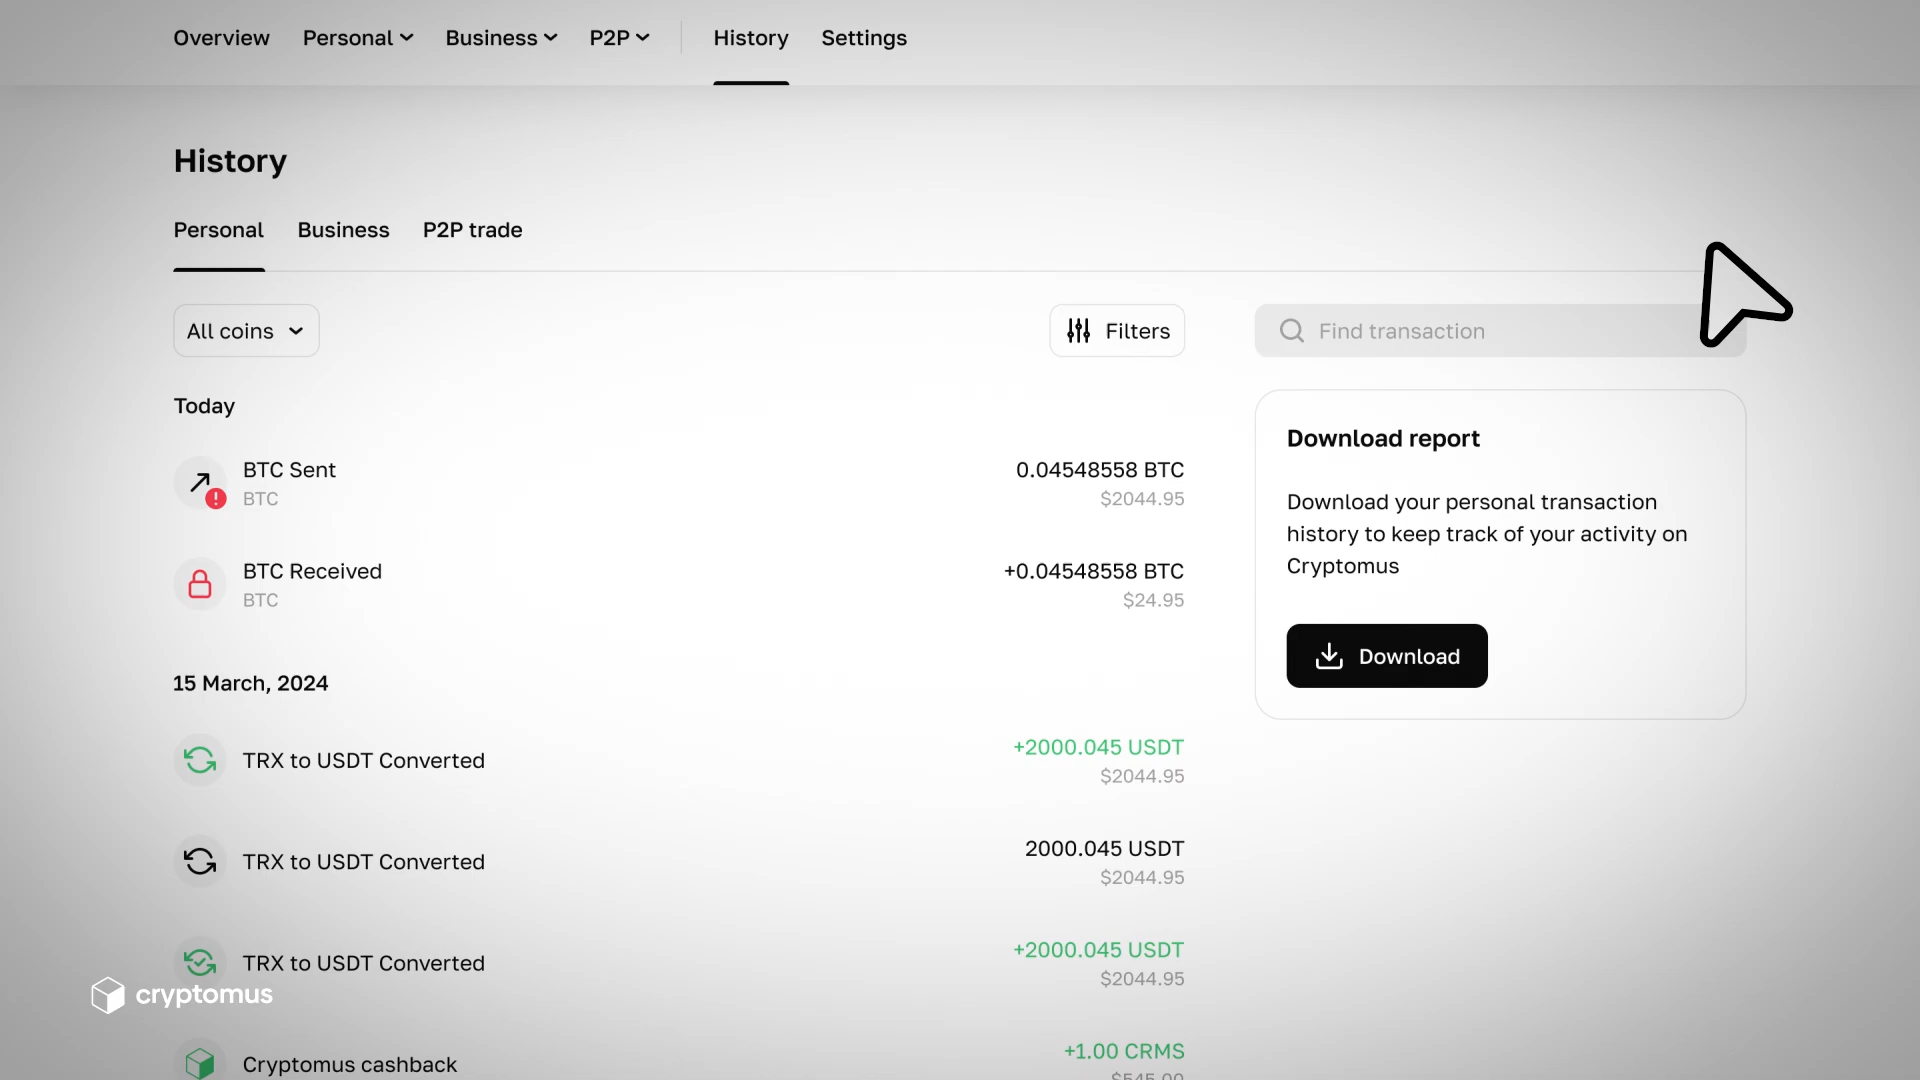 Overview Personal Business P2P History Settings
History
Personal Business P2P trade
All coins Filters Find transaction
Today
BTC Sent 0.04548558 BTC
BTC $2044.95
BTC Received +0.04548558 BTC
BTC $24.95
15 March, 2024
TRX to USDT Converted +2000.045 USDT
$2044.95
TRX to USDT Converted 2000.045 USDT
$2044.95
TRX to USDT Converted +2000.045 USDT
$2044.95
Cryptomus cashback +1.00 CRMS
$545.00
Download report
Download your personal transaction
history to keep track of your activity on
Cryptomus
Download
cryptomus